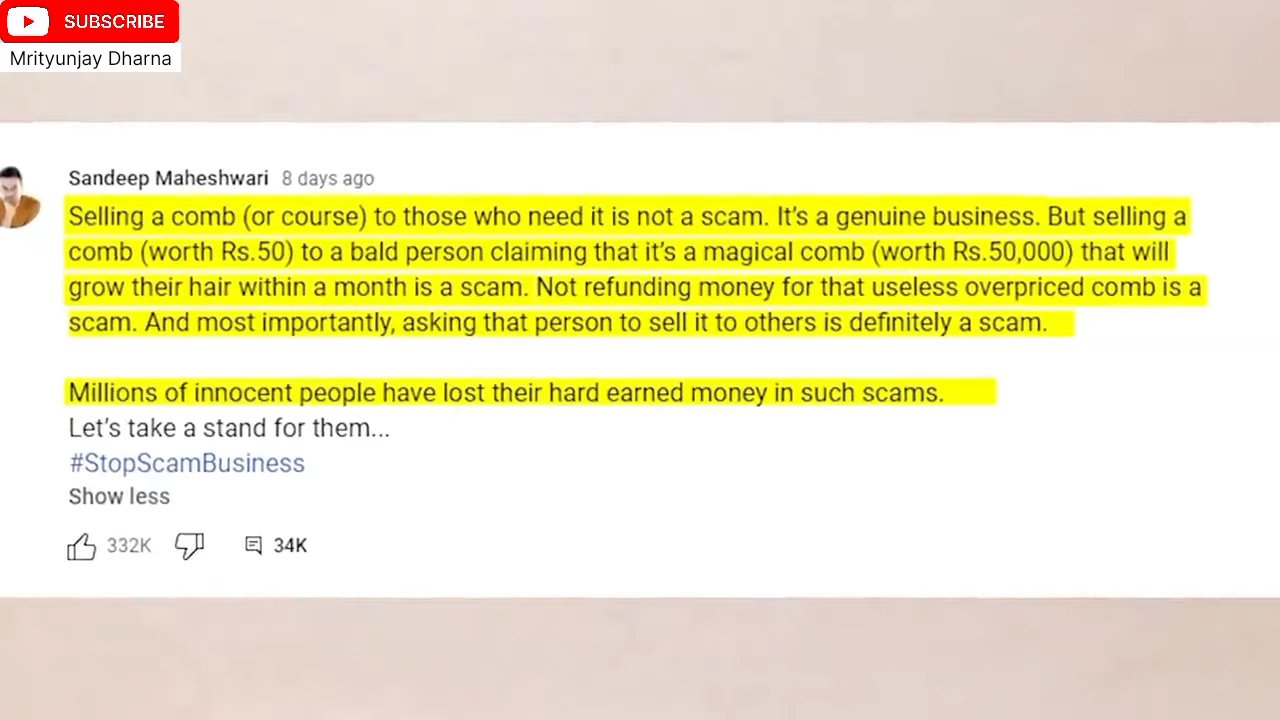 SUBSCRIBE
Mrityunjay Dharna
Sandeep Maheshwari 8 days ago
Selling a comb (or course) to those who need it is not a scam. It's a genuine business. But selling a
comb (worth Rs.50) to a bald person claiming that it's a magical comb (worth Rs.50,000) that will
grow their hair within a month is a scam. Not refunding money for that useless overpriced comb is a
scam. And most importantly, asking that person to sell it to others is definitely a scam.
Millions of innocent people have lost their hard earned money in such scams.
Let's take a stand for them...
#StopScamBusiness
Show less
332K 34K